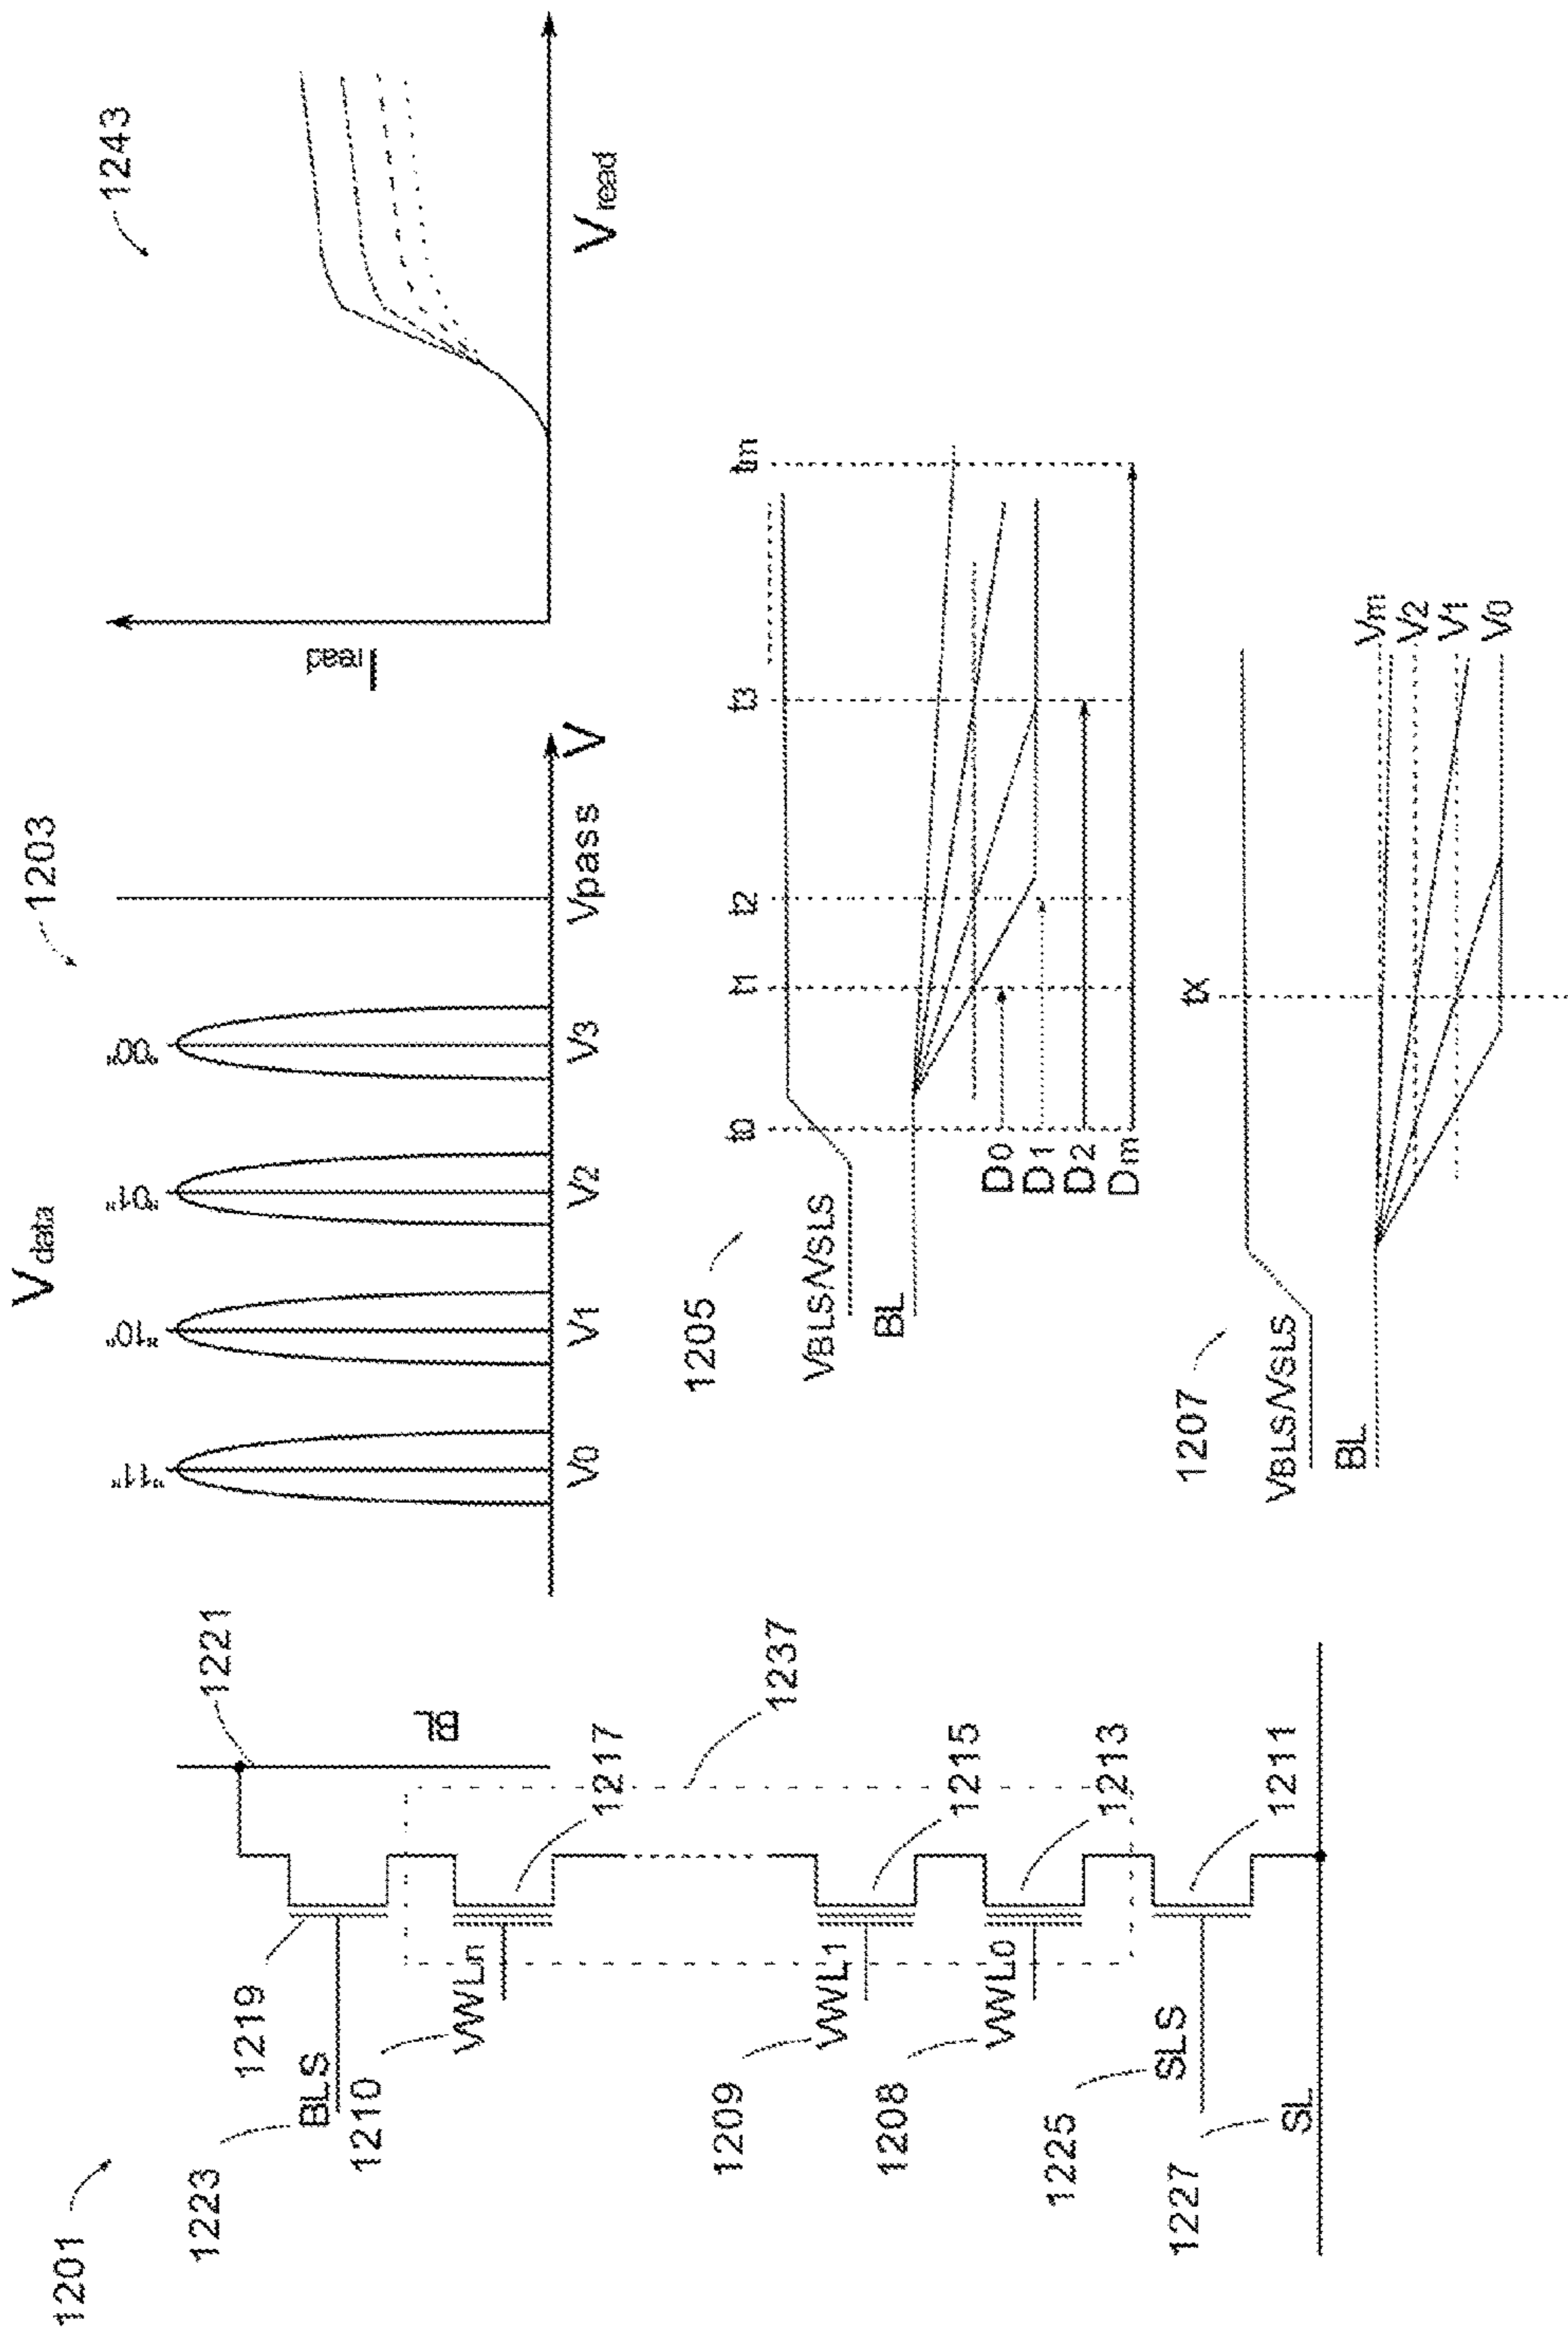 1201
1223
BLS
1219
1221
BL
1210
WLn
1217
1237
1209
WL1
1215
1208
WL0
1213
1225
SLS
1211
1227
SL
Vdata
1203
"11"
"10"
"01"
"00"
V0
V1
V2
V3
Vpass
V
1243
Iread
Vread
1205
t0
t1
t2
t3
tm
VBLS/VSLS
BL
D0
D1
D2
Dm
1207
tx
VBLS/VSLS
BL
Vm
V2
V1
V0